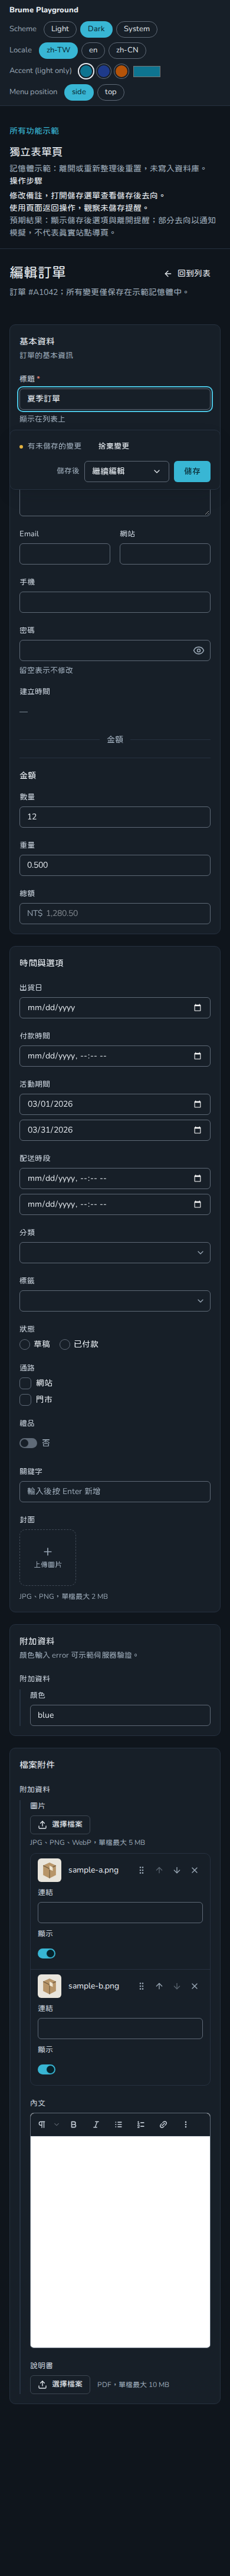 Brume Playground
Scheme Light Dark System
Locale zh-TW en zh-CN
Accent (light only)
Menu position side top
所有功能示範
獨立表單頁
記憶體示範：離開或重新整理後重置，未寫入資料庫。
操作步驟
修改備註，打開儲存選單查看儲存後去向。
使用頁面返回操作，觀察未儲存提醒。
預期結果：顯示儲存後選項與離開提醒；部分去向以通知
模擬，不代表真實站點導頁。
編輯訂單
回到列表
訂單 #A1042；所有變更僅保存在示範記憶體中。
基本資料
訂單的基本資訊
標題 *
夏季訂單
顯示在列表上
有未儲存的變更 捨棄變更
儲存後 繼續編輯 儲存
Email 網站
手機
密碼
留空表示不修改
建立時間
—
金額
金額
數量
12
重量
0.500
總額
NT$ 1,280.50
時間與選項
出貨日
mm/dd/yyyy
付款時間
mm/dd/yyyy, --:-- --
活動期間
03/01/2026
03/31/2026
配送時段
mm/dd/yyyy, --:-- --
mm/dd/yyyy, --:-- --
分類
標籤
狀態
草稿 已付款
通路
網站
門市
禮品
否
關鍵字
輸入後按 Enter 新增
封面
上傳圖片
JPG、PNG，單檔最大 2 MB
附加資料
顏色輸入 error 可示範伺服器驗證。
附加資料
顏色
blue
檔案附件
附加資料
圖片
選擇檔案
JPG、PNG、WebP，單檔最大 5 MB
sample-a.png
連結
顯示
sample-b.png
連結
顯示
內文
說明書
選擇檔案 PDF，單檔最大 10 MB